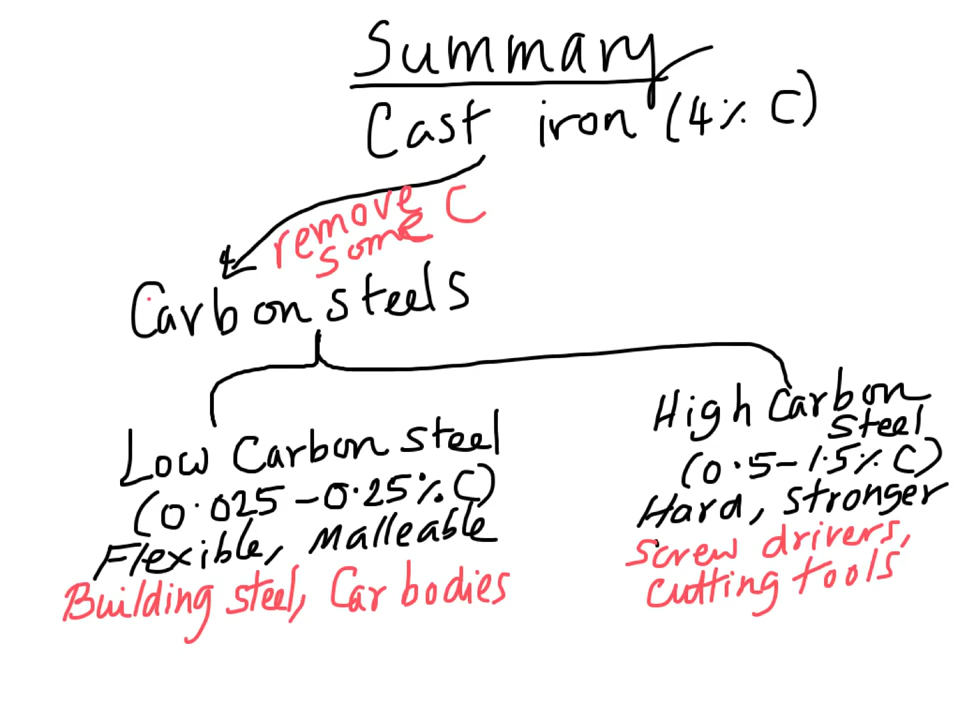 Summary
Cast iron (4% C)
remove
some C
Carbon steels
Low Carbon steel
(0.025-0.25% C)
Flexible, Malleable
Building steel, Car bodies
High Carbon
steel
(0.5-1.5% C)
Hard, stronger
Screw drivers,
Cutting tools